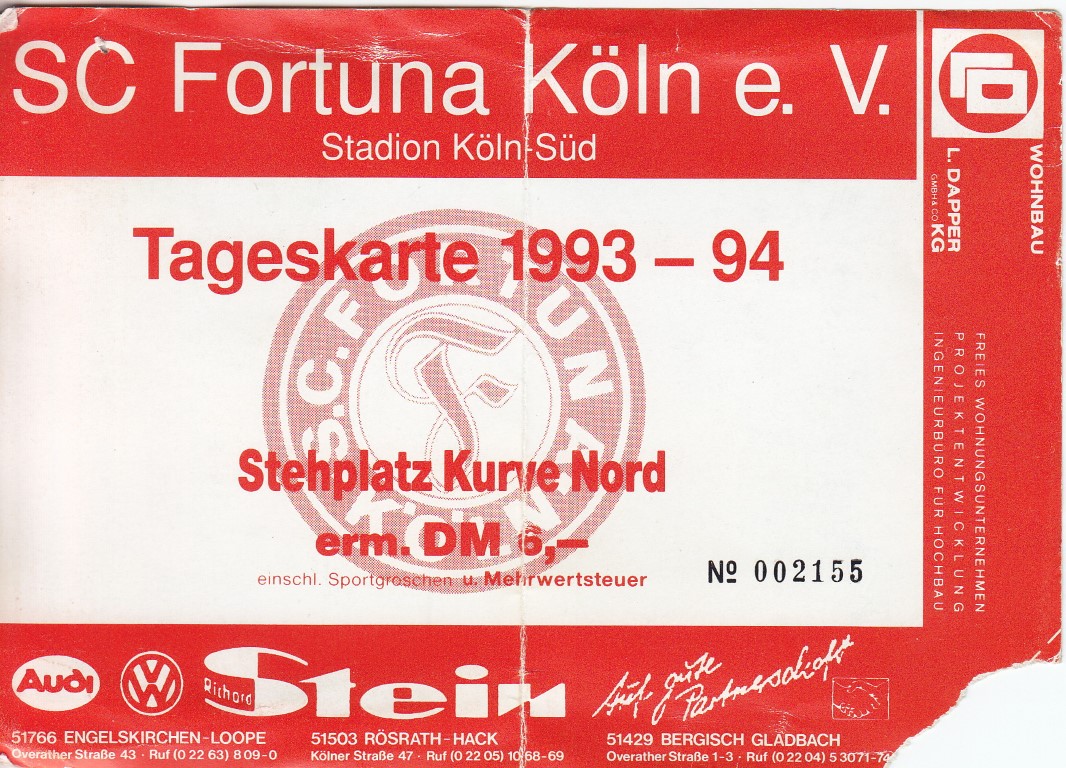 SC Fortuna Köln e. V.
Stadion Köln-Süd
Tageskarte 1993 – 94
S.C. FORTUNA
KÖLN
Stehplatz Kurve Nord
erm. DM 6,–
einschl. Sportgroschen u. Mehrwertsteuer
Nº 002155
WOHNBAU
L. DAPPER
GMBH & CO KG
FREIES WOHNUNGSUNTERNEHMEN
PROJEKTENTWICKLUNG
INGENIEURBÜRO FÜR HOCHBAU
Audi
VW
Richard Stein
Auf gute
Partnerschaft
51766 ENGELSKIRCHEN-LOOPE
Overather Straße 43 · Ruf (0 22 63) 8 09-0
51503 RÖSRATH-HACK
Kölner Straße 47 · Ruf (0 22 05) 10 68-69
51429 BERGISCH GLADBACH
Overather Straße 1-3 · Ruf (0 22 04) 5 3071-74